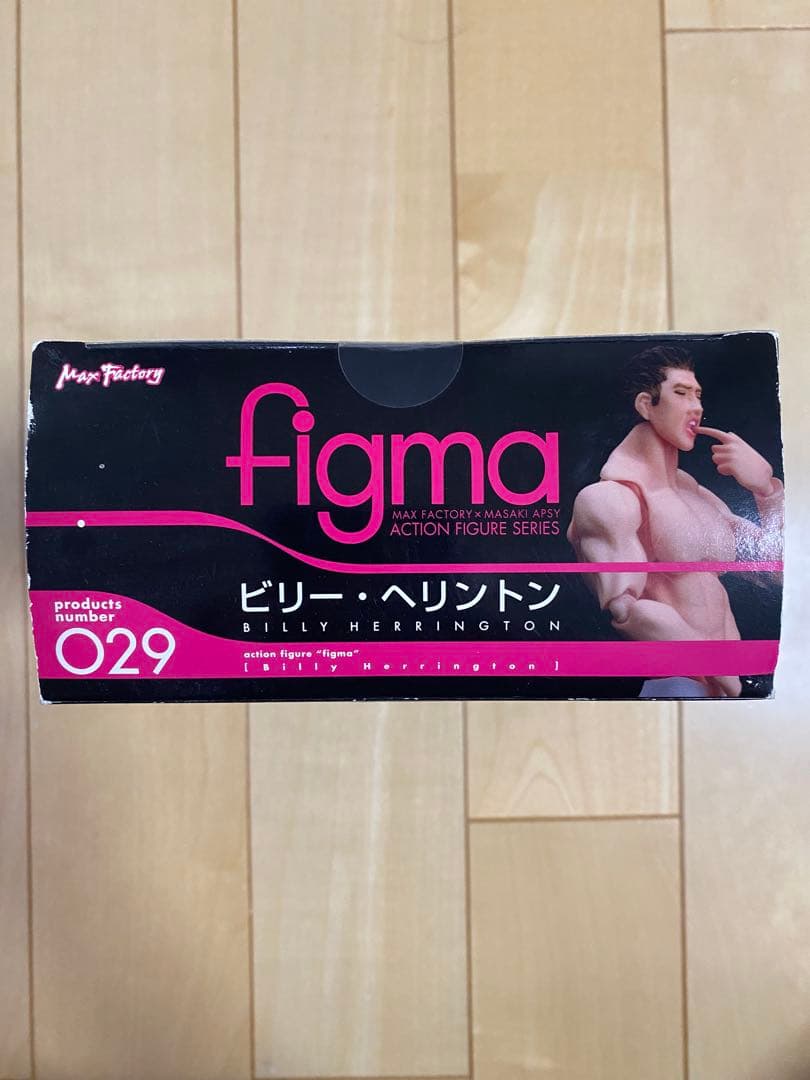 Max Factory
figma
MAX FACTORY × MASAKI APSY
ACTION FIGURE SERIES
ビリー・ヘリントン
BILLY HERRINGTON
products
number
029
action figure "figma"
[ Billy Herrington ]